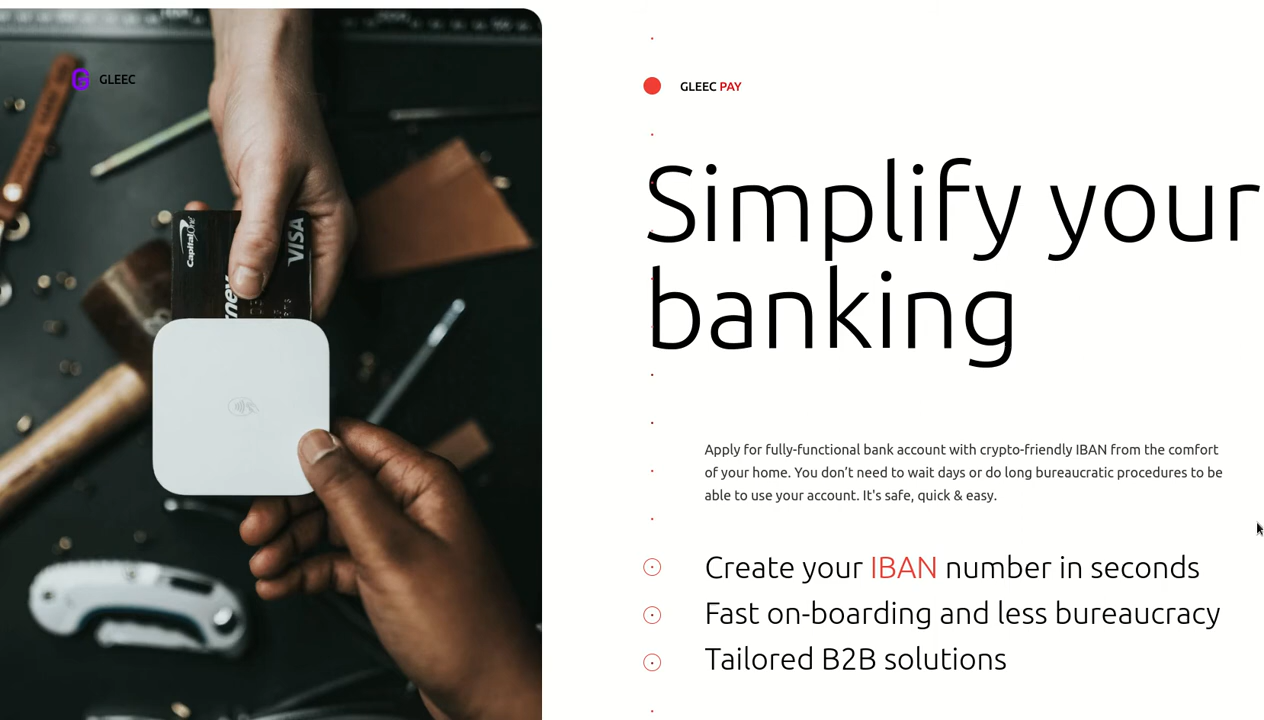 GLEEC
CapitalOne
VISA
GLEEC PAY
Simplify your
banking
Apply for fully-functional bank account with crypto-friendly IBAN from the comfort
of your home. You don’t need to wait days or do long bureaucratic procedures to be
able to use your account. It's safe, quick & easy.
Create your IBAN number in seconds
Fast on-boarding and less bureaucracy
Tailored B2B solutions